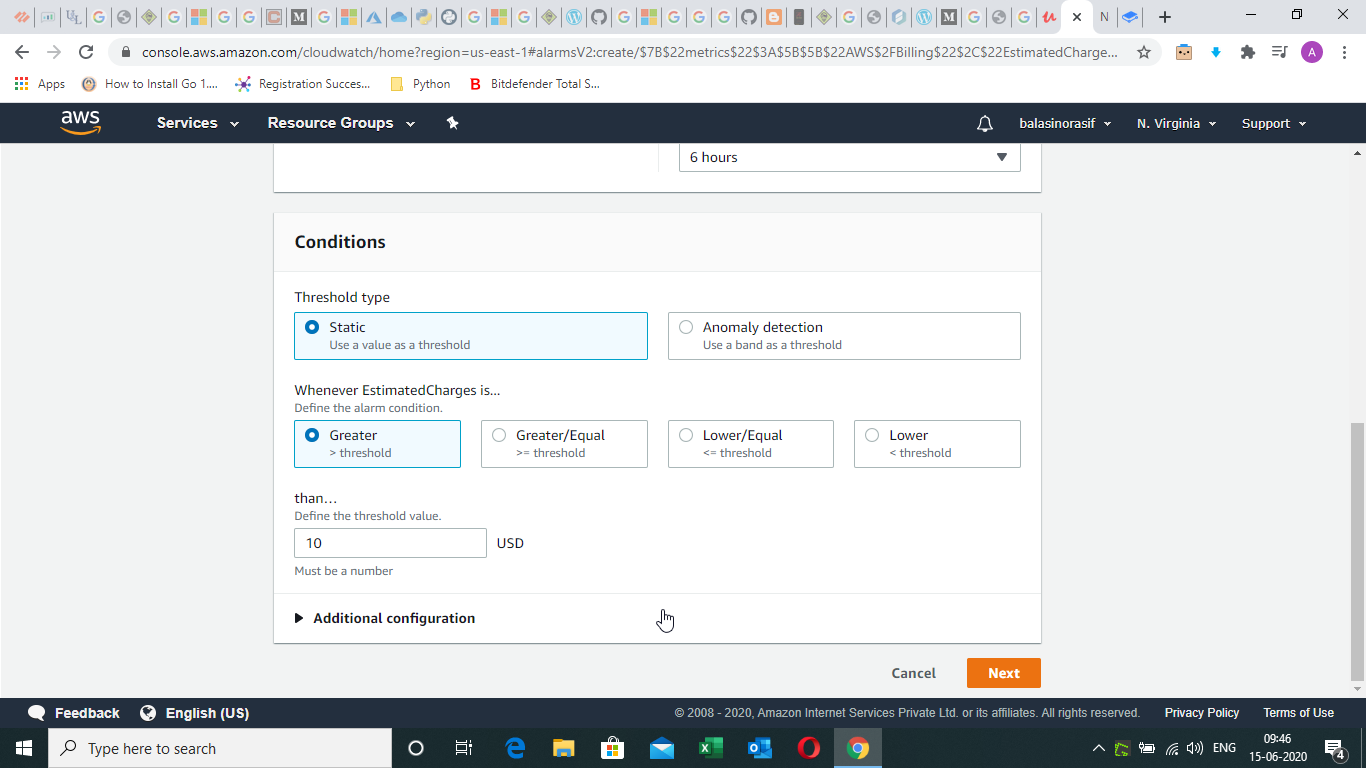 console.aws.amazon.com/cloudwatch/home?region=us-east-1#alarmsV2:create/$7B$22metrics$22$3A$5B$5B$22AWS$2FBilling$22$2C$22EstimatedCharge...
A
Apps How to Install Go 1.... Registration Succes... Python B Bitdefender Total S...
aws Services Resource Groups balasinorasif N. Virginia Support
6 hours
Conditions
Threshold type
Static Anomaly detection
Use a value as a threshold Use a band as a threshold
Whenever EstimatedCharges is...
Define the alarm condition.
Greater Greater/Equal Lower/Equal Lower
> threshold >= threshold <= threshold < threshold
than...
Define the threshold value.
10 USD
Must be a number
Additional configuration
Cancel Next
Feedback English (US) © 2008 - 2020, Amazon Internet Services Private Ltd. or its affiliates. All rights reserved. Privacy Policy Terms of Use
Type here to search ENG 09:46
15-06-2020 4